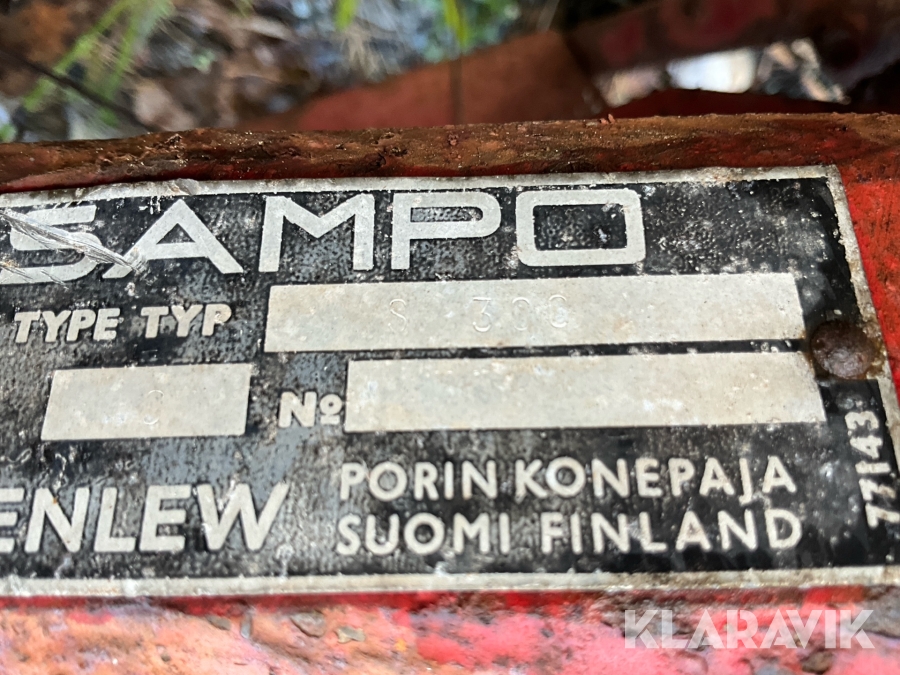 SAMPO
TYPE TYP S 300
No
ENLEW
PORIN KONEPAJA
SUOMI FINLAND
77143
KLARAVIK